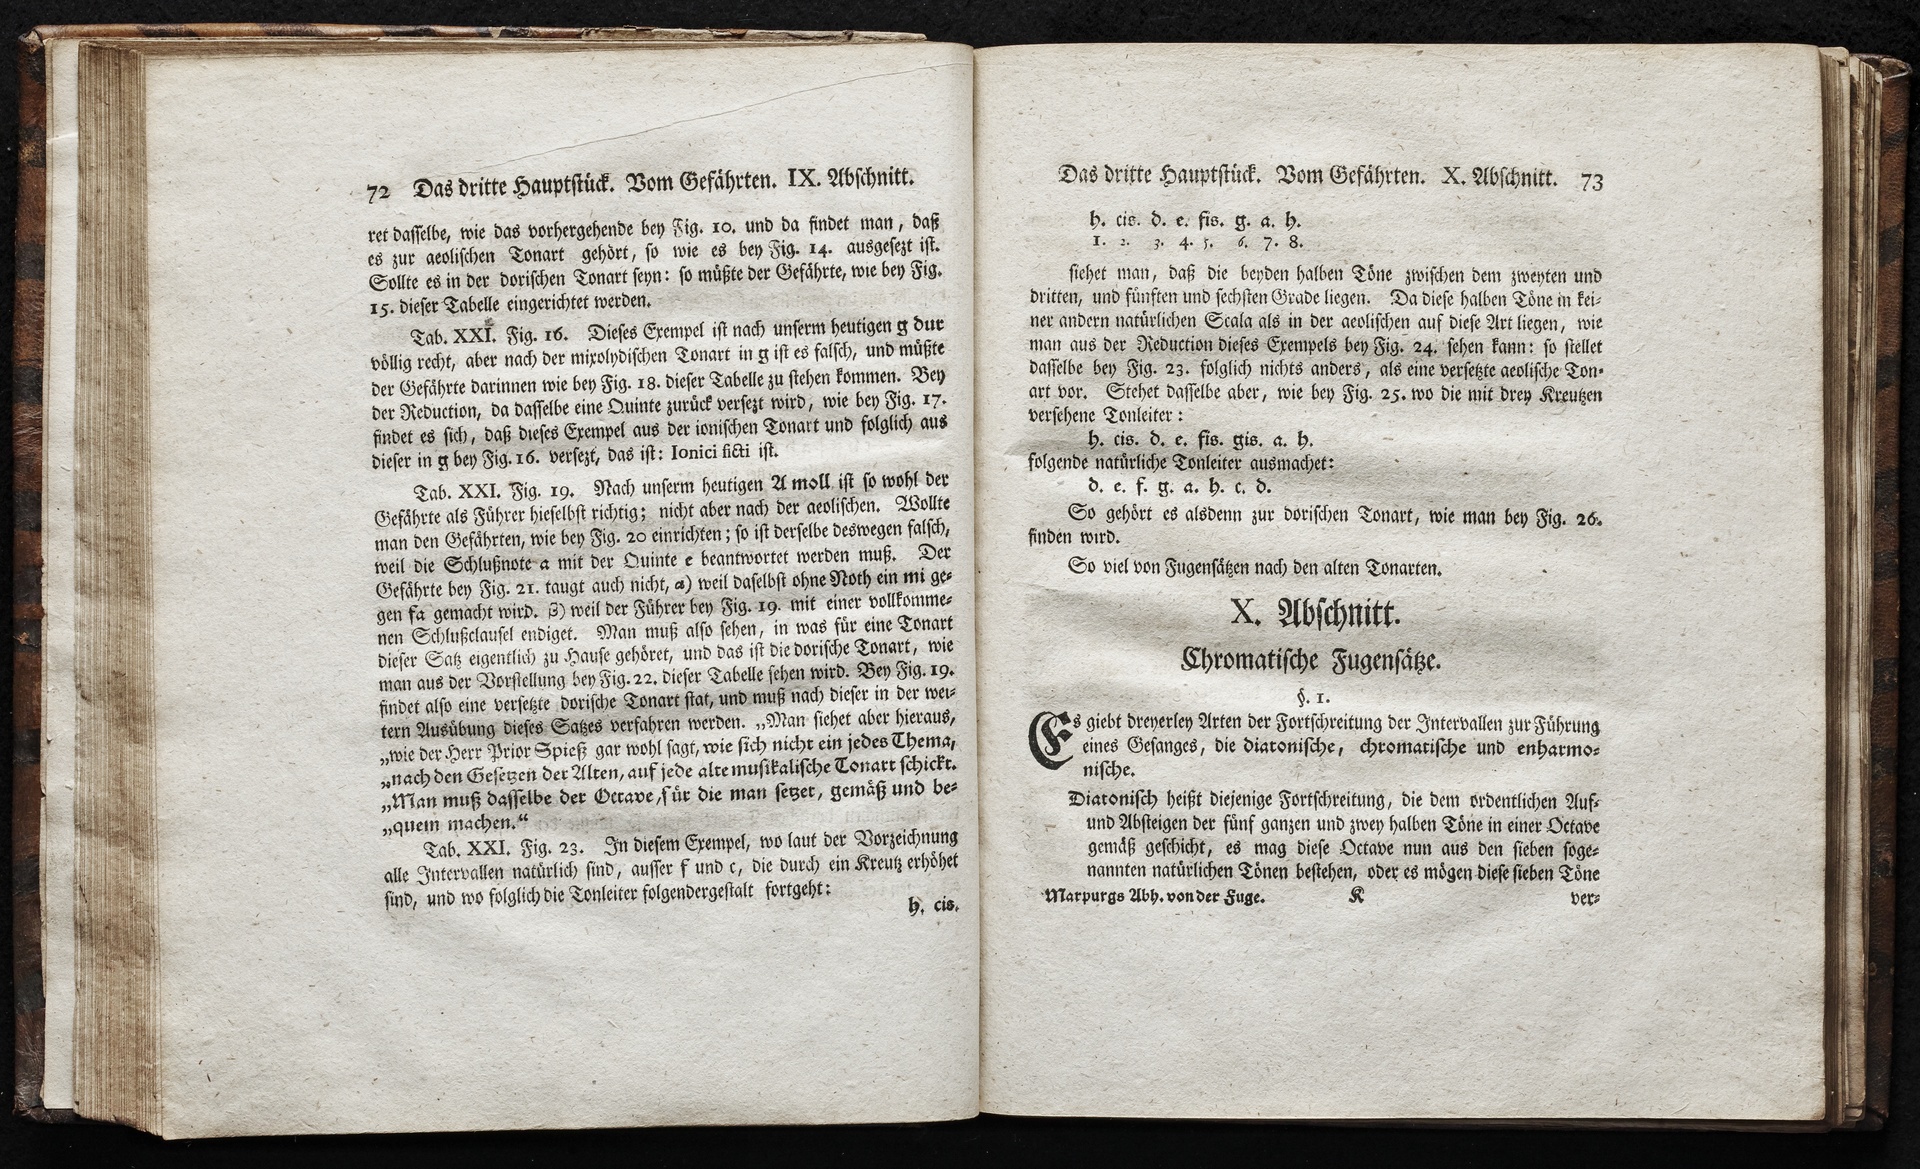 72 Das dritte Hauptstück. Vom Gefährten. IX. Abschnitt.
ret dasselbe, wie das vorhergehende bey Fig. 10. und da findet man, daß
es zur aeolischen Tonart gehört, so wie es bey Fig. 14. ausgesezt ist.
Sollte es in der dorischen Tonart seyn: so müßte der Gefährte, wie bey Fig.
15. dieser Tabelle eingerichtet werden.
Tab. XXI. Fig. 16. Dieses Exempel ist nach unserm heutigen g dur
völlig recht, aber nach der mixolydischen Tonart in g ist es falsch, und müßte
der Gefährte darinnen wie bey Fig. 18. dieser Tabelle zu stehen kommen. Bey
der Reduction, da dasselbe eine Quinte zurück versezt wird, wie bey Fig. 17.
findet es sich, daß dieses Exempel aus der ionischen Tonart und folglich aus
dieser in g bey Fig. 16. versezt, das ist: Ionici ficti ist.
Tab. XXI. Fig. 19. Nach unserm heutigen A moll ist so wohl der
Gefährte als Führer hieselbst richtig; nicht aber nach der aeolischen. Wollte
man den Gefährten, wie bey Fig. 20 einrichten; so ist derselbe deswegen falsch,
weil die Schlußnote a mit der Quinte e beantwortet werden muß. Der
Gefährte bey Fig. 21. taugt auch nicht, α) weil daselbst ohne Noth ein mi ge-
gen fa gemacht wird. β) weil der Führer bey Fig. 19. mit einer vollkomme-
nen Schlußclausel endiget. Man muß also sehen, in was für eine Tonart
dieser Satz eigentlich zu Hause gehöret, und das ist die dorische Tonart, wie
man aus der Vorstellung bey Fig. 22. dieser Tabelle sehen wird. Bey Fig. 19.
findet also eine versetzte dorische Tonart stat, und muß nach dieser in der wei-
tern Ausübung dieses Satzes verfahren werden. „Man siehet aber hieraus,
„wie der Herr Prior Spieß gar wohl sagt, wie sich nicht ein jedes Thema,
„nach den Gesetzen der Alten, auf jede alte musikalische Tonart schickt.
„Man muß dasselbe der Octave, für die man setzet, gemäß und be-
„quem machen.“
Tab. XXI. Fig. 23. In diesem Exempel, wo laut der Vorzeichnung
alle Intervallen natürlich sind, ausser f und c, die durch ein Kreutz erhöhet
sind, und wo folglich die Tonleiter folgendergestalt fortgeht:
h. cis.
Das dritte Hauptstück. Vom Gefährten. X. Abschnitt. 73
h. cis. d. e. fis. g. a. h.
1. 2. 3. 4. 5. 6. 7. 8.
siehet man, daß die beyden halben Töne zwischen dem zweyten und
dritten, und fünften und sechsten Grade liegen. Da diese halben Töne in kei-
ner andern natürlichen Scala als in der aeolischen auf diese Art liegen, wie
man aus der Reduction dieses Exempels bey Fig. 24. sehen kann: so stellet
dasselbe bey Fig. 23. folglich nichts anders, als eine versetzte aeolische Ton-
art vor. Stehet dasselbe aber, wie bey Fig. 25. wo die mit drey Kreutzen
versehene Tonleiter:
h. cis. d. e. fis. gis. a. h.
folgende natürliche Tonleiter ausmachet:
d. e. f. g. a. h. c. d.
So gehört es alsdenn zur dorischen Tonart, wie man bey Fig. 26.
finden wird.
So viel von Fugensätzen nach den alten Tonarten.
X. Abschnitt.
Chromatische Fugensätze.
§. 1.
Es giebt dreyerley Arten der Fortschreitung der Intervallen zur Führung
eines Gesanges, die diatonische, chromatische und enharmo-
nische.
Diatonisch heißt diejenige Fortschreitung, die dem ordentlichen Auf-
und Absteigen der fünf ganzen und zwey halben Töne in einer Octave
gemäß geschicht, es mag diese Octave nun aus den sieben soge-
nannten natürlichen Tönen bestehen, oder es mögen diese sieben Töne
Marpurgs Abh. von der Fuge. K ver-